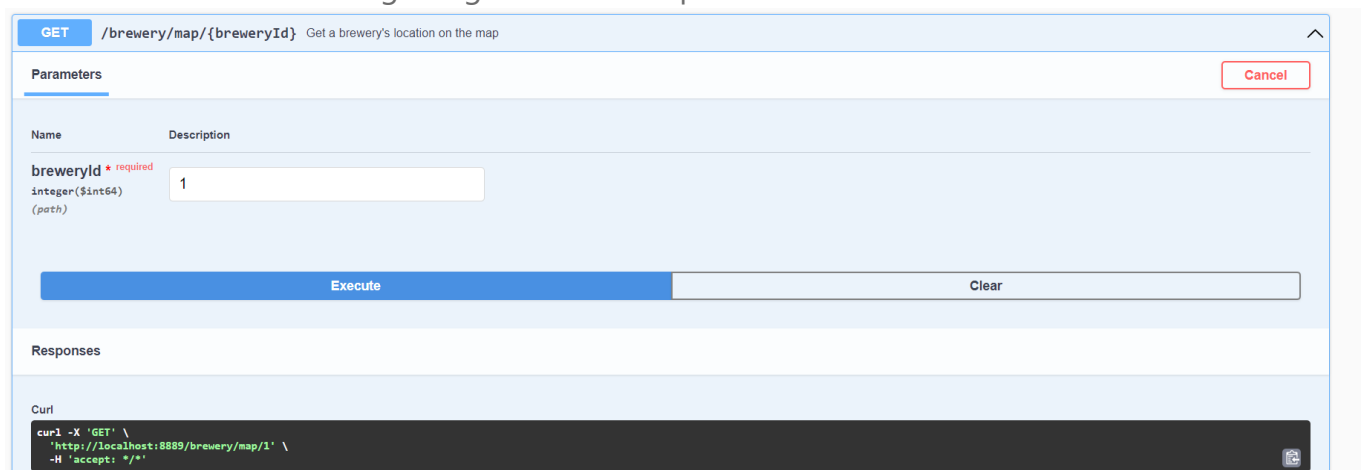 GET /brewery/map/{breweryId} Get a brewery's location on the map
Parameters Cancel
Name Description
breweryId * required
integer($int64) 1
(path)
Execute Clear
Responses
Curl
curl -X 'GET' \
'http://localhost:8889/brewery/map/1' \
-H 'accept: */*'